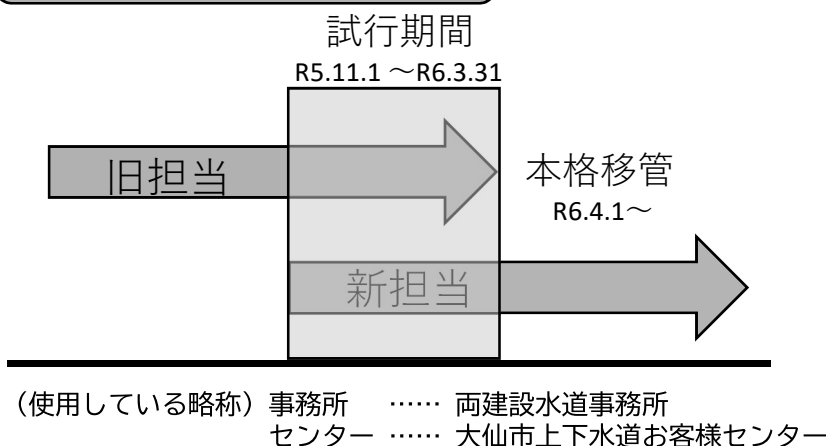 試行期間
R5.11.1 ～R6.3.31
旧担当
本格移管
R6.4.1～
新担当
（使用している略称）事務所 …… 両建設水道事務所
センター …… 大仙市上下水道お客様センター